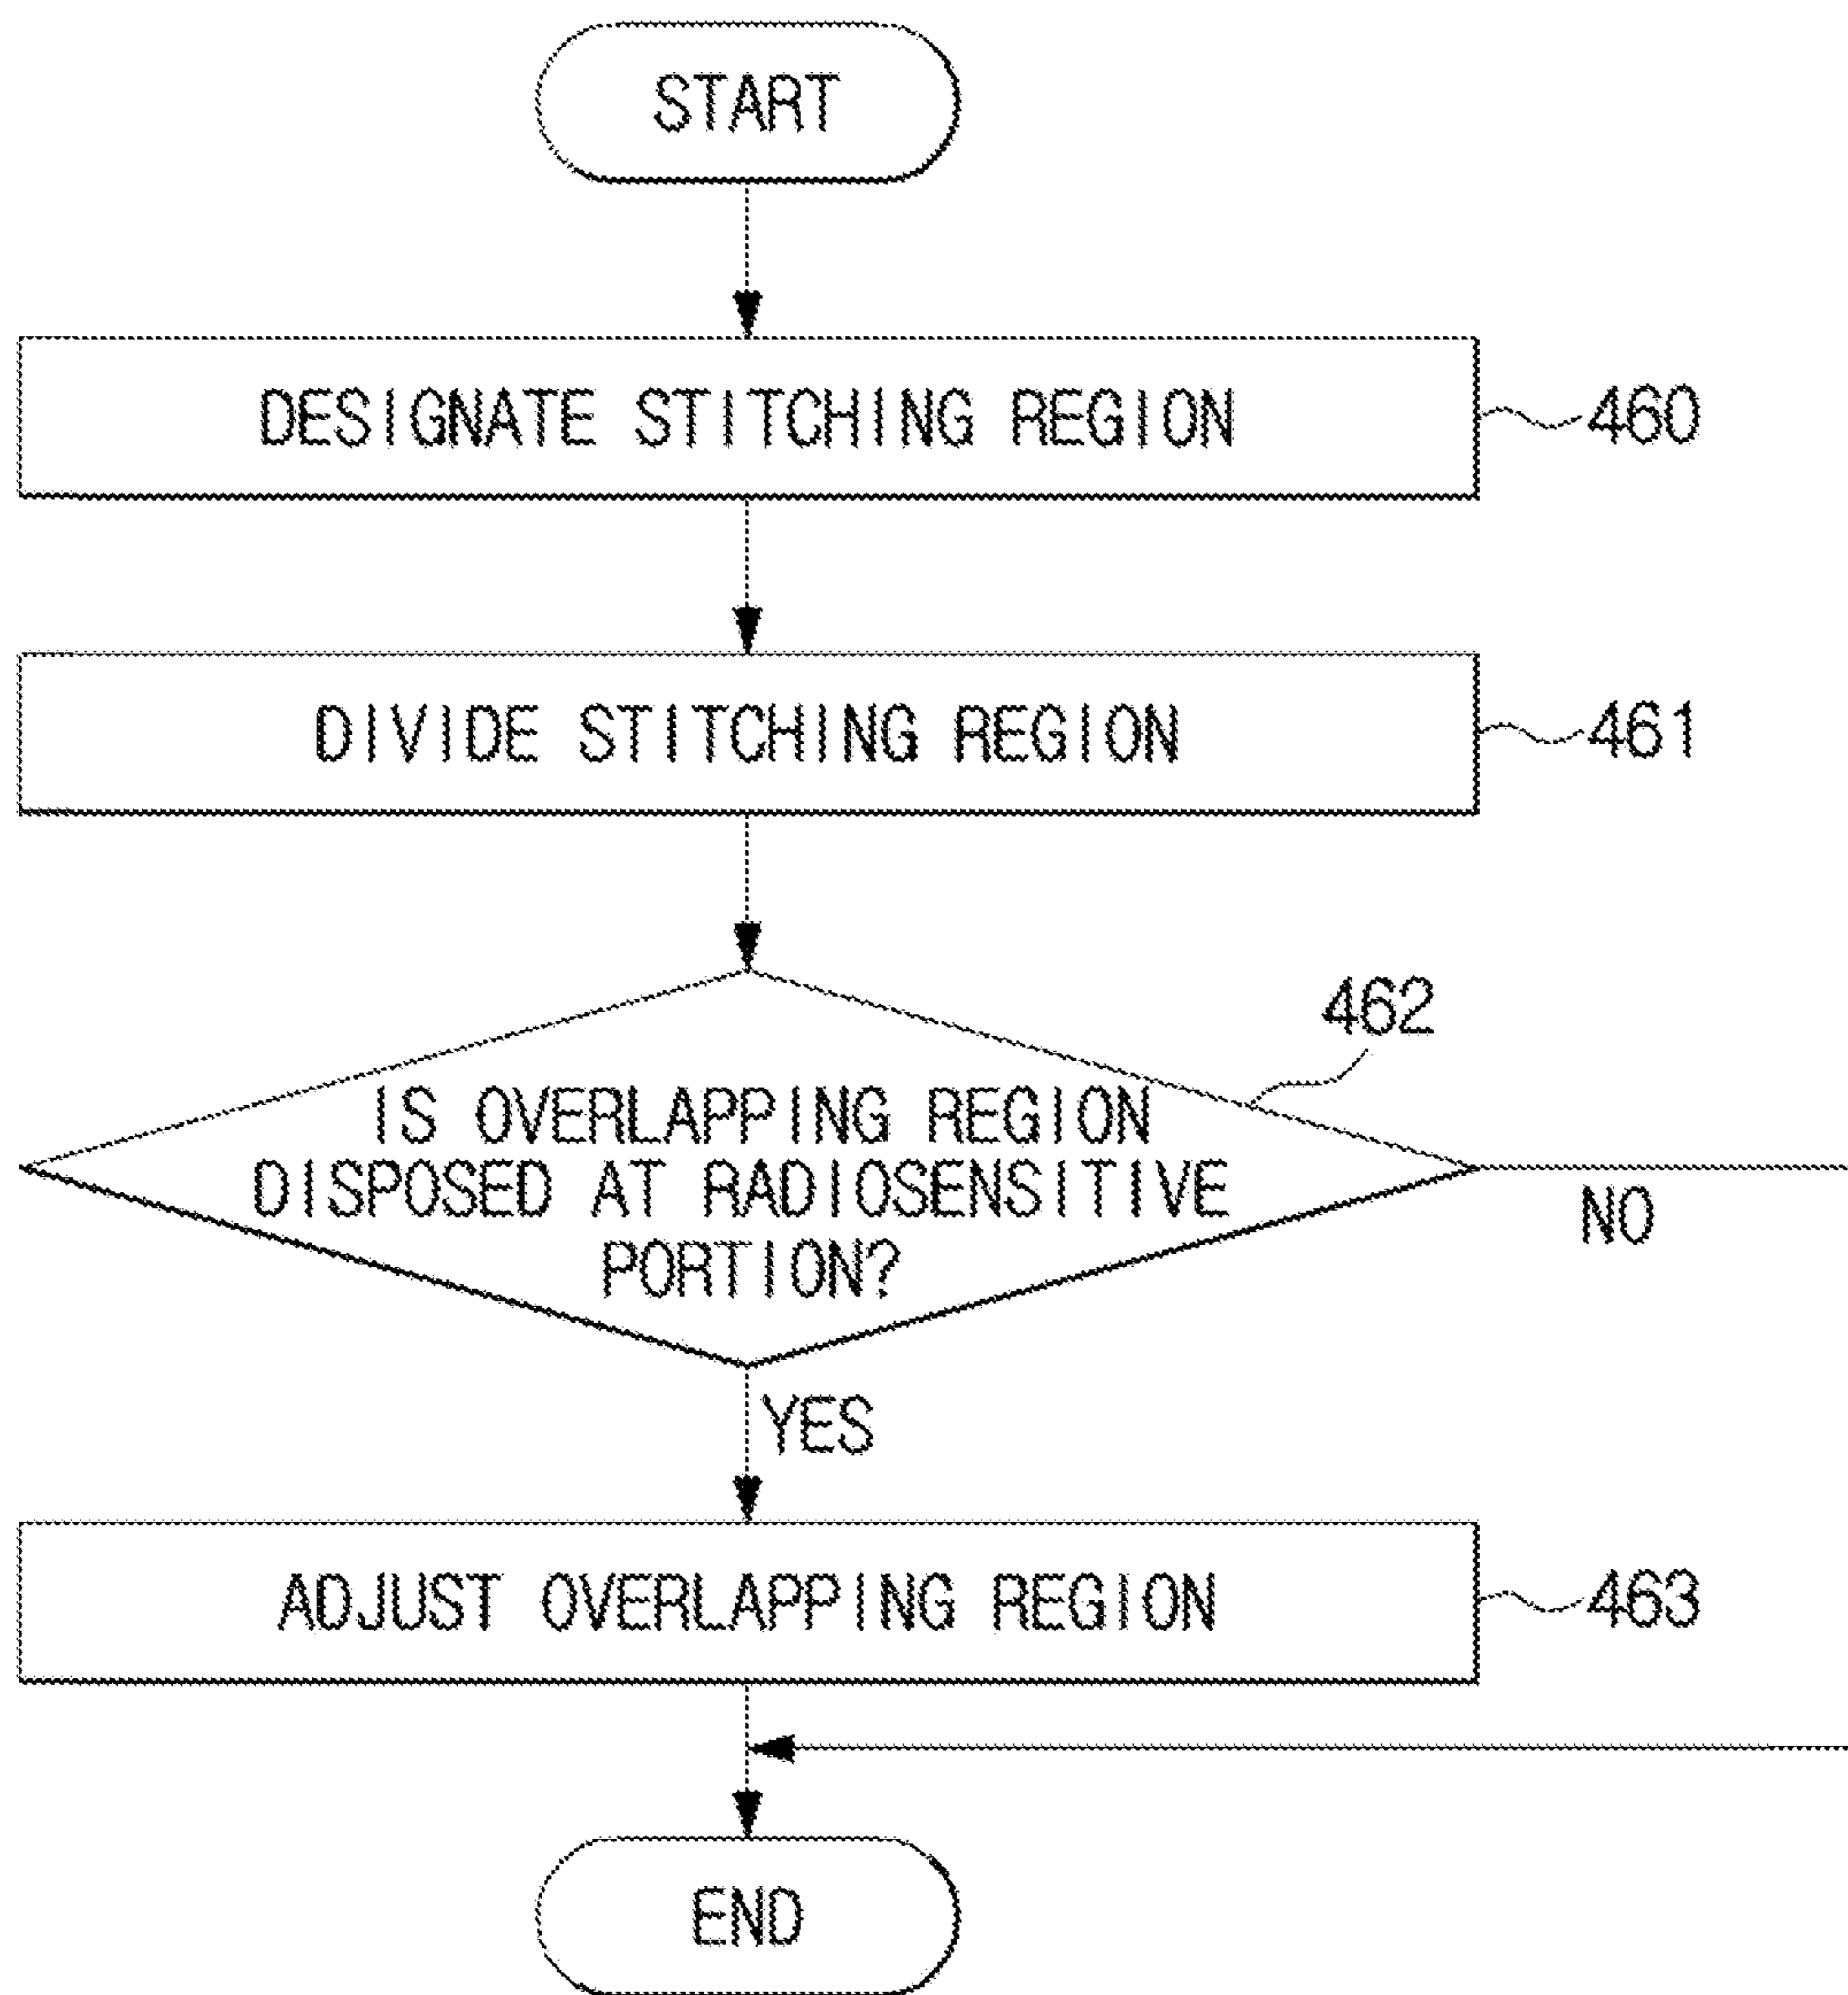 START
DESIGNATE STITCHING REGION
460
DIVIDE STITCHING REGION
461
462
IS OVERLAPPING REGION
DISPOSED AT RADIOSENSITIVE
PORTION?
NO
YES
ADJUST OVERLAPPING REGION
463
END